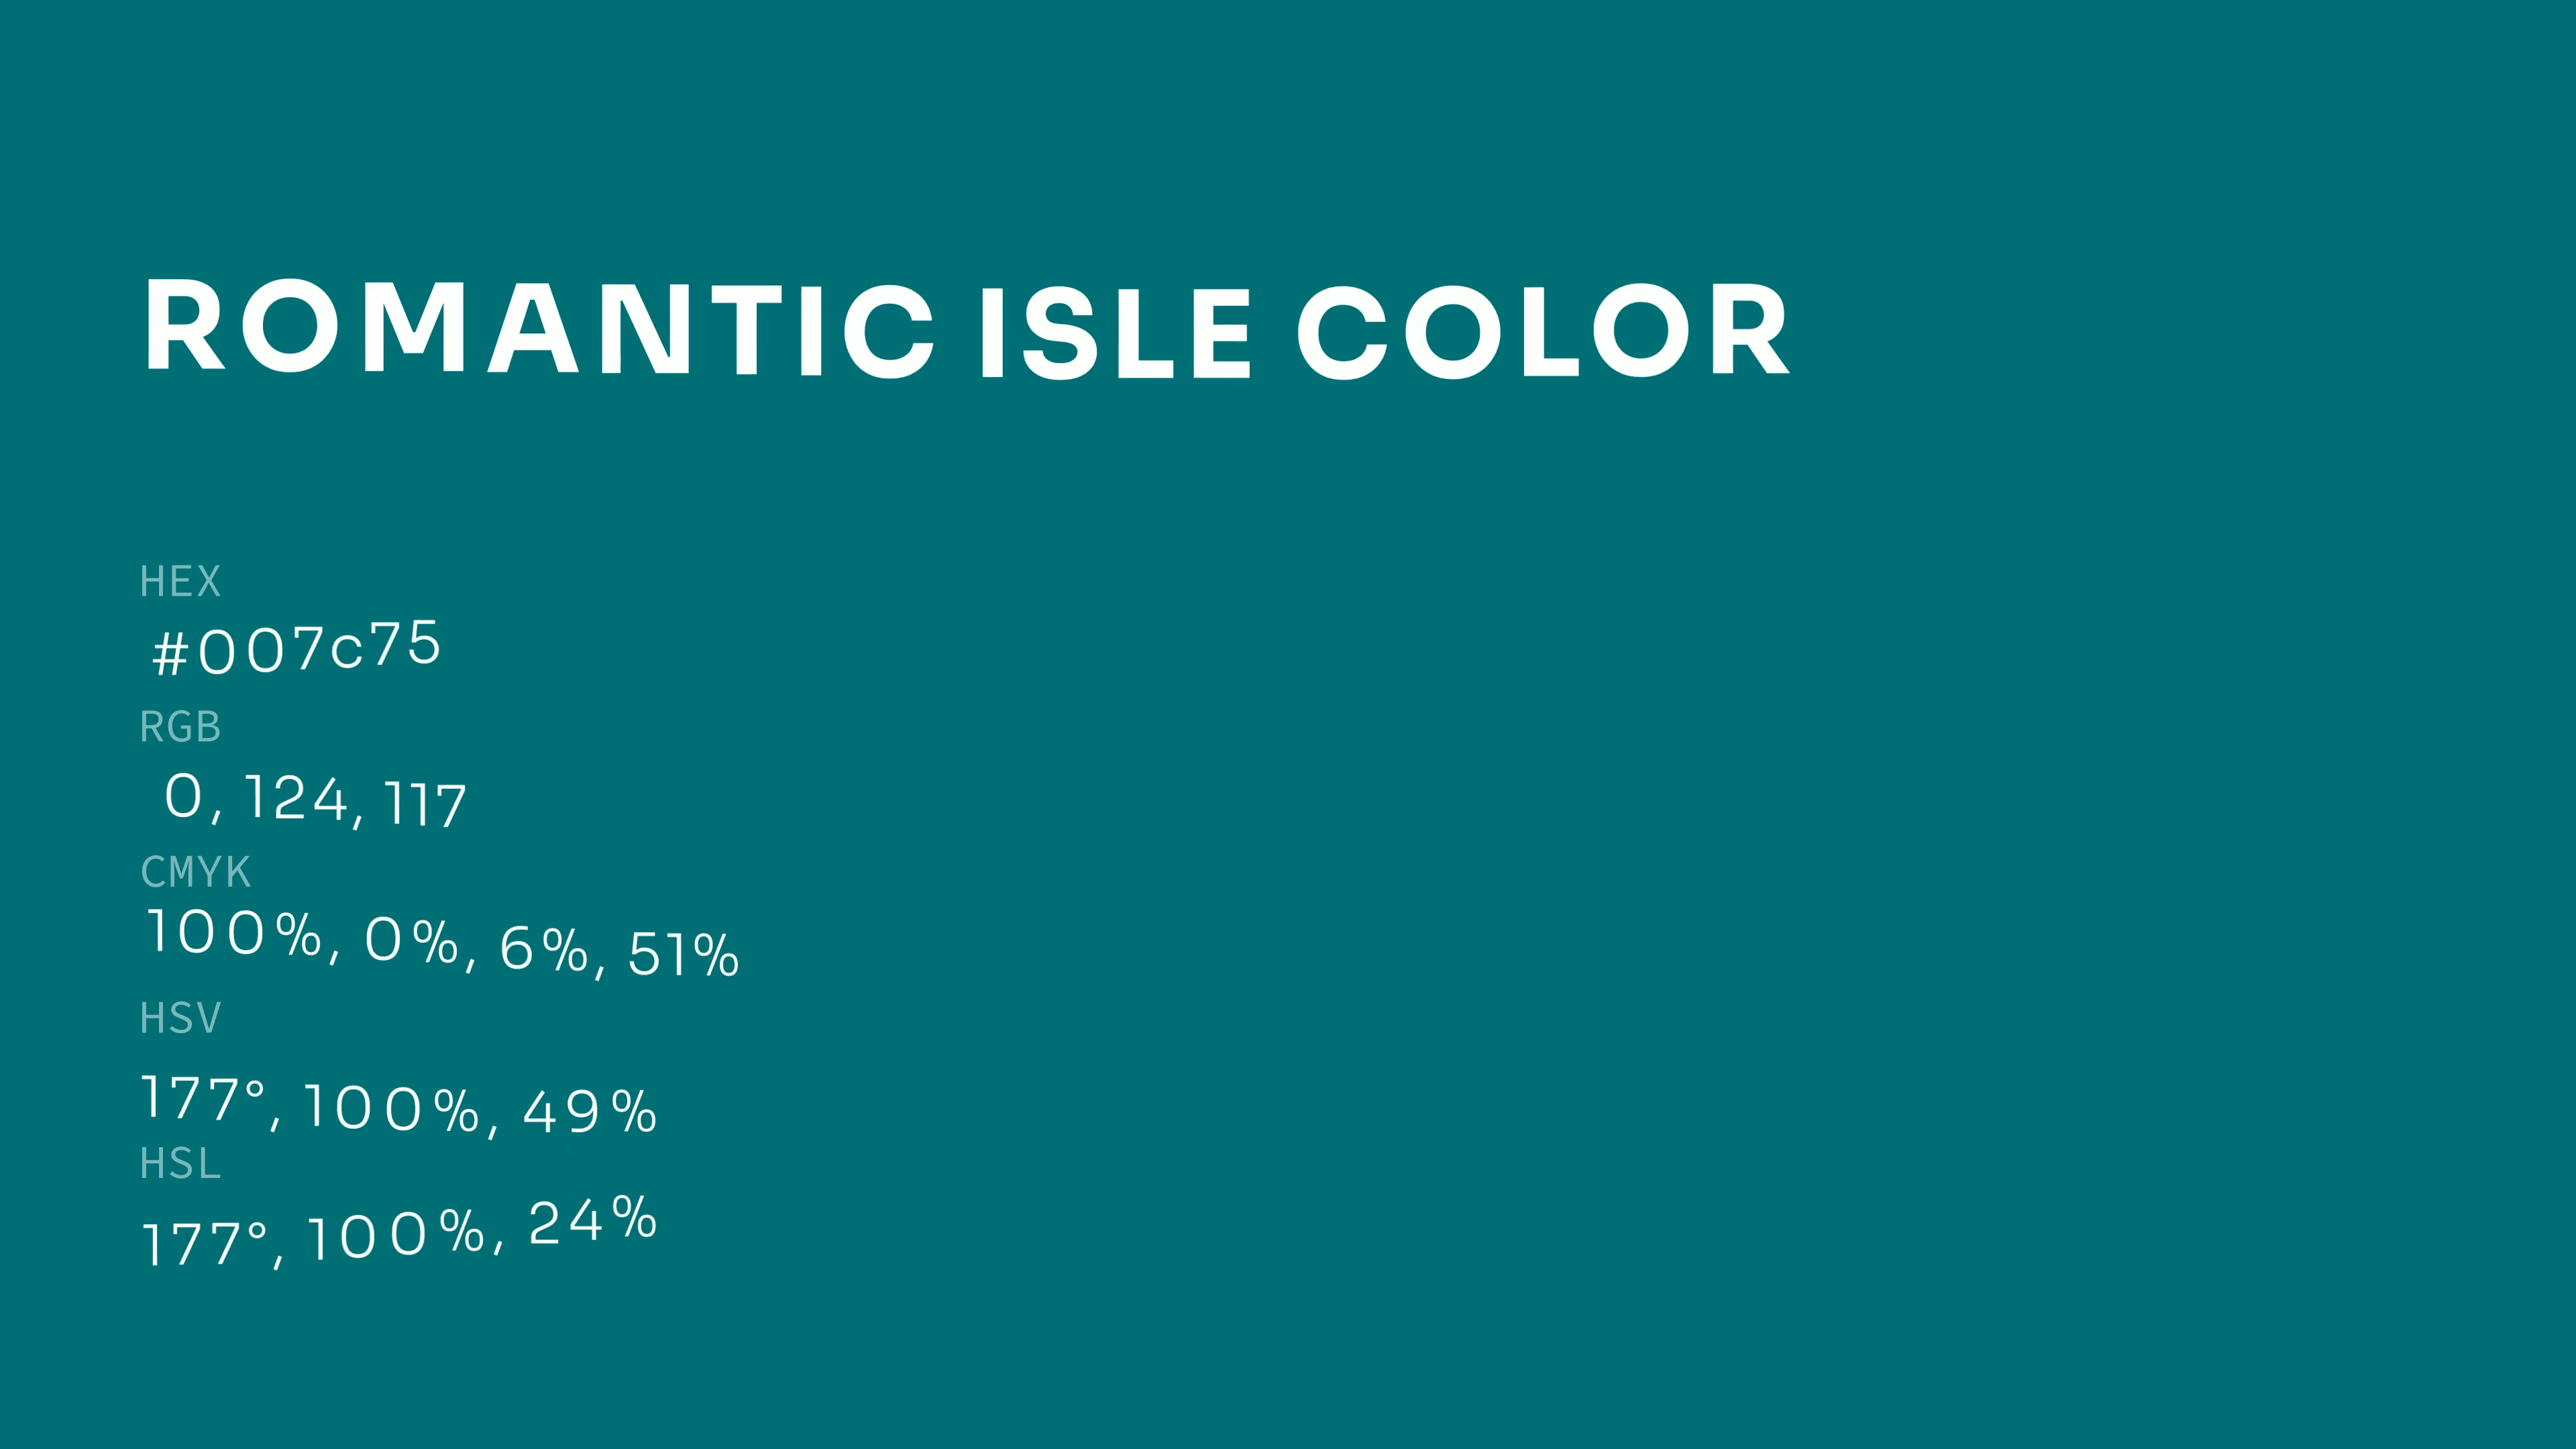 ROMANTIC ISLE COLOR
HEX
#007c75
RGB
0, 124, 117
CMYK
100%, 0%, 6%, 51%
HSV
177°, 100%, 49%
HSL
177°, 100%, 24%